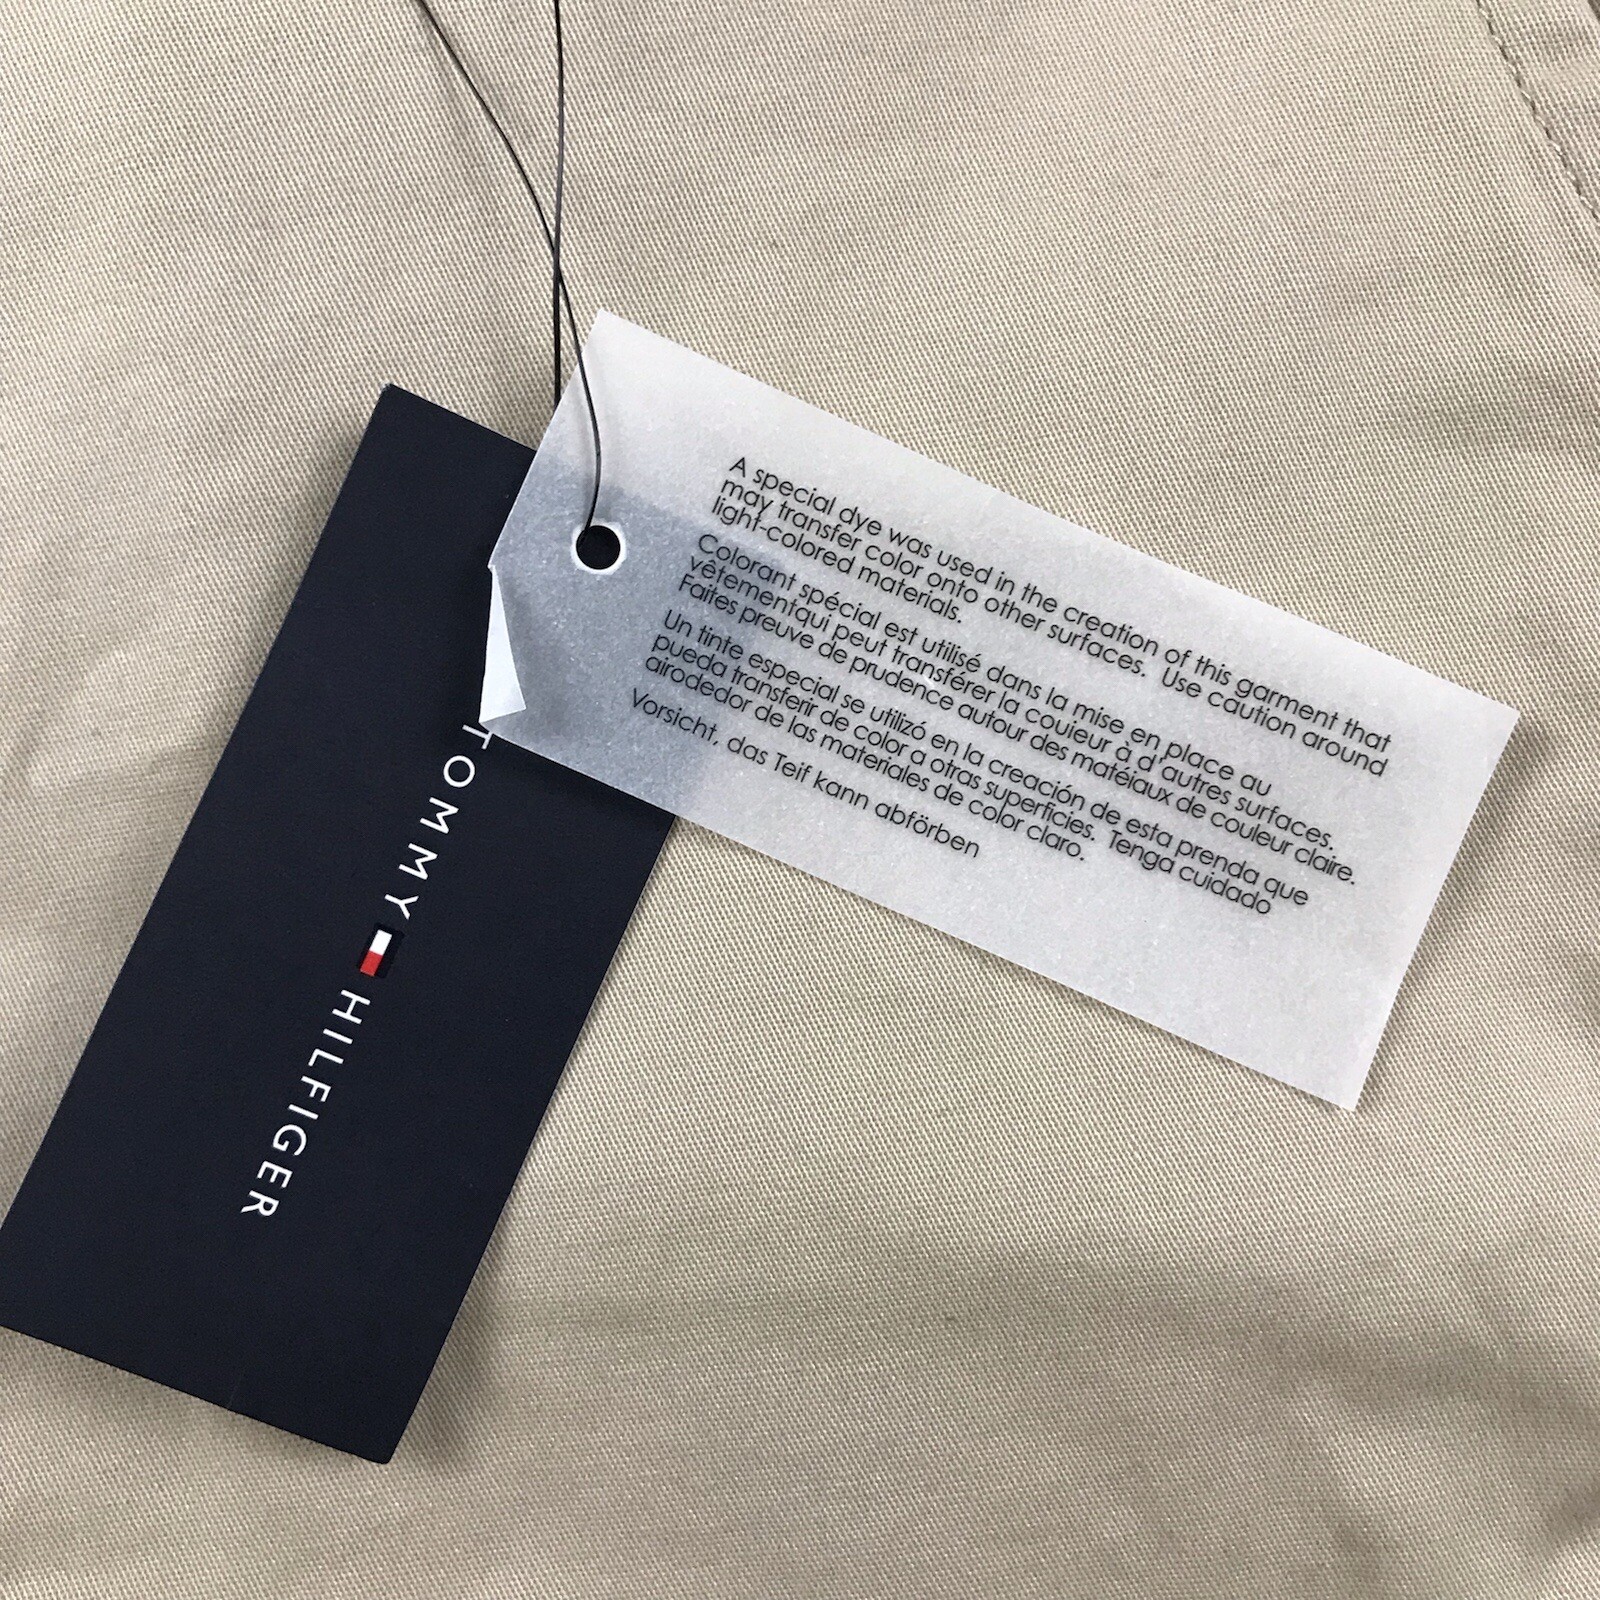 A special dye was used in the creation of this garment that
may transfer color onto other surfaces. Use caution around
light-colored materials.
Colorant spécial est utilisé dans la mise en place au
vêtementqui peut transférer la couieur à d'autres surfaces.
Faites preuve de prudence autour des matéiaux de couleur claire.
Un tinte especial se utilizó en la creación de esta prenda que
pueda transferir de color a otras superficies. Tenga cuidado
airodedor de las materiales de color claro.
Vorsicht, das Teif kann abförben
TOMMY HILFIGER